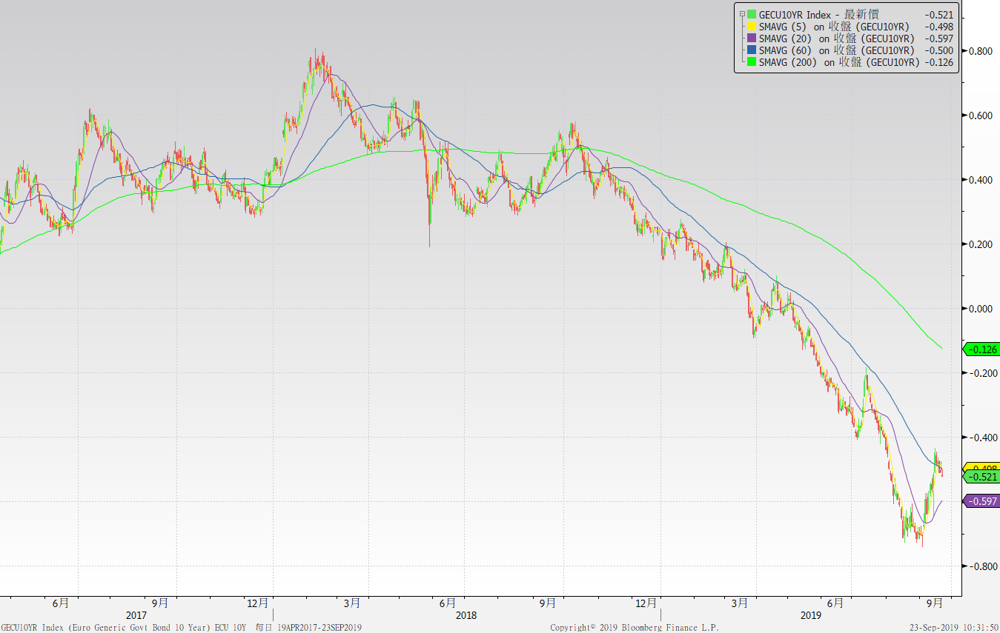 GECU10YR Index - 最新價 -0.521
SMAVG (5) on 收盤 (GECU10YR) -0.498
SMAVG (20) on 收盤 (GECU10YR) -0.597
SMAVG (60) on 收盤 (GECU10YR) -0.500
SMAVG (200) on 收盤 (GECU10YR) -0.126
0.800
0.600
0.400
0.200
0.000
-0.126
-0.200
-0.400
-0.498
-0.521
-0.597
-0.800
6月 9月 12月 3月 6月 9月 12月 3月 6月 9月
2017 2018 2019
GECU10YR Index (Euro Generic Govt Bond 10 Year) ECU 10Y 每日 19APR2017-23SEP2019 Copyright© 2019 Bloomberg Finance L.P. 23-Sep-2019 10:31:50